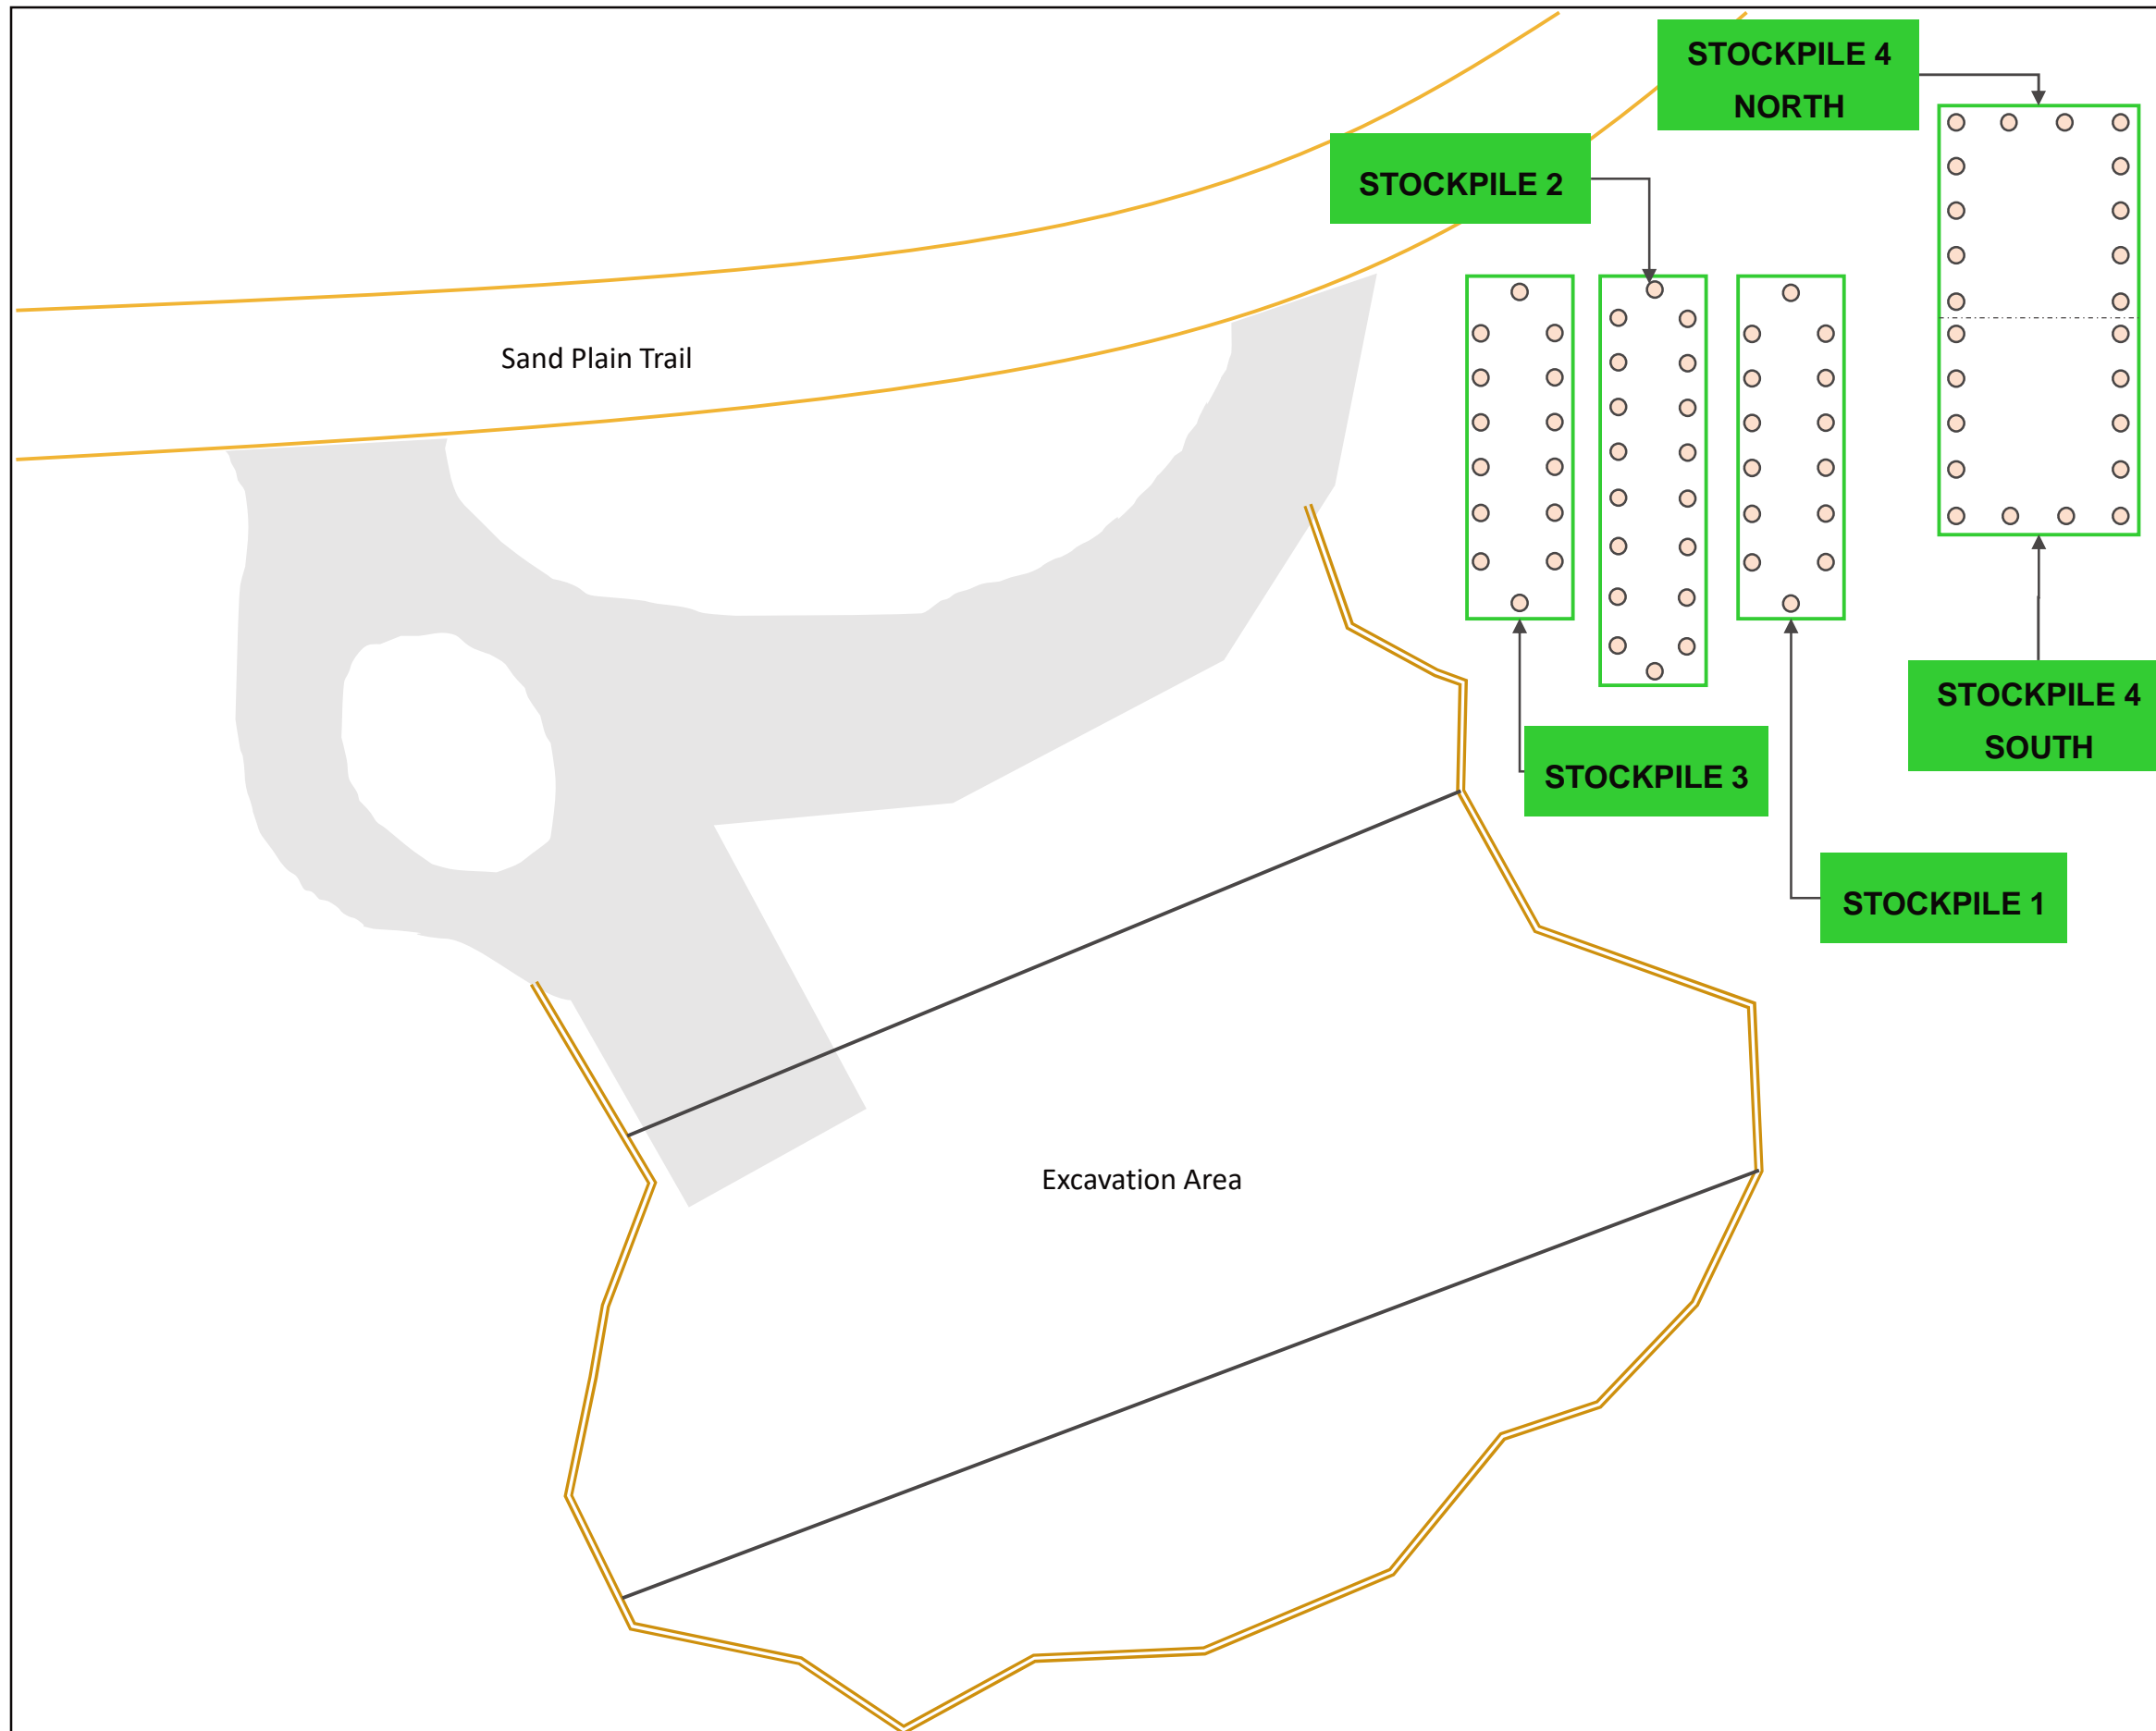 STOCKPILE 4
NORTH
STOCKPILE 2
Sand Plain Trail
STOCKPILE 4
SOUTH
STOCKPILE 3
STOCKPILE 1
Excavation Area